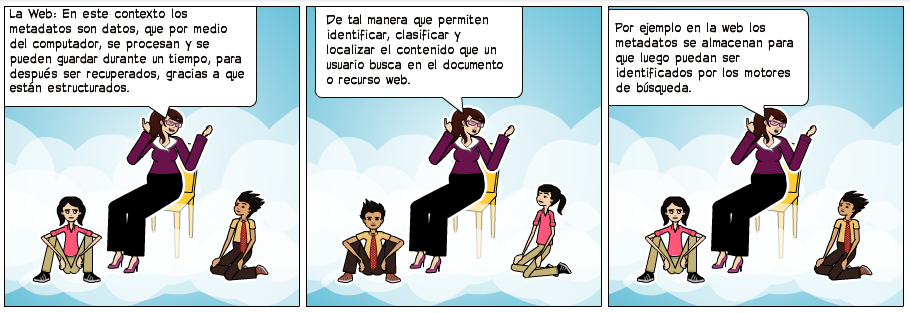 La Web: En este contexto los
metadatos son datos, que por medio
del computador, se procesan y se
pueden guardar durante un tiempo, para
después ser recuperados, gracias a que
están estructurados.
De tal manera que permiten
identificar, clasificar y
localizar el contenido que un
usuario busca en el documento
o recurso web.
Por ejemplo en la web los
metadatos se almacenan para
que luego puedan ser
identificados por los motores
de búsqueda.